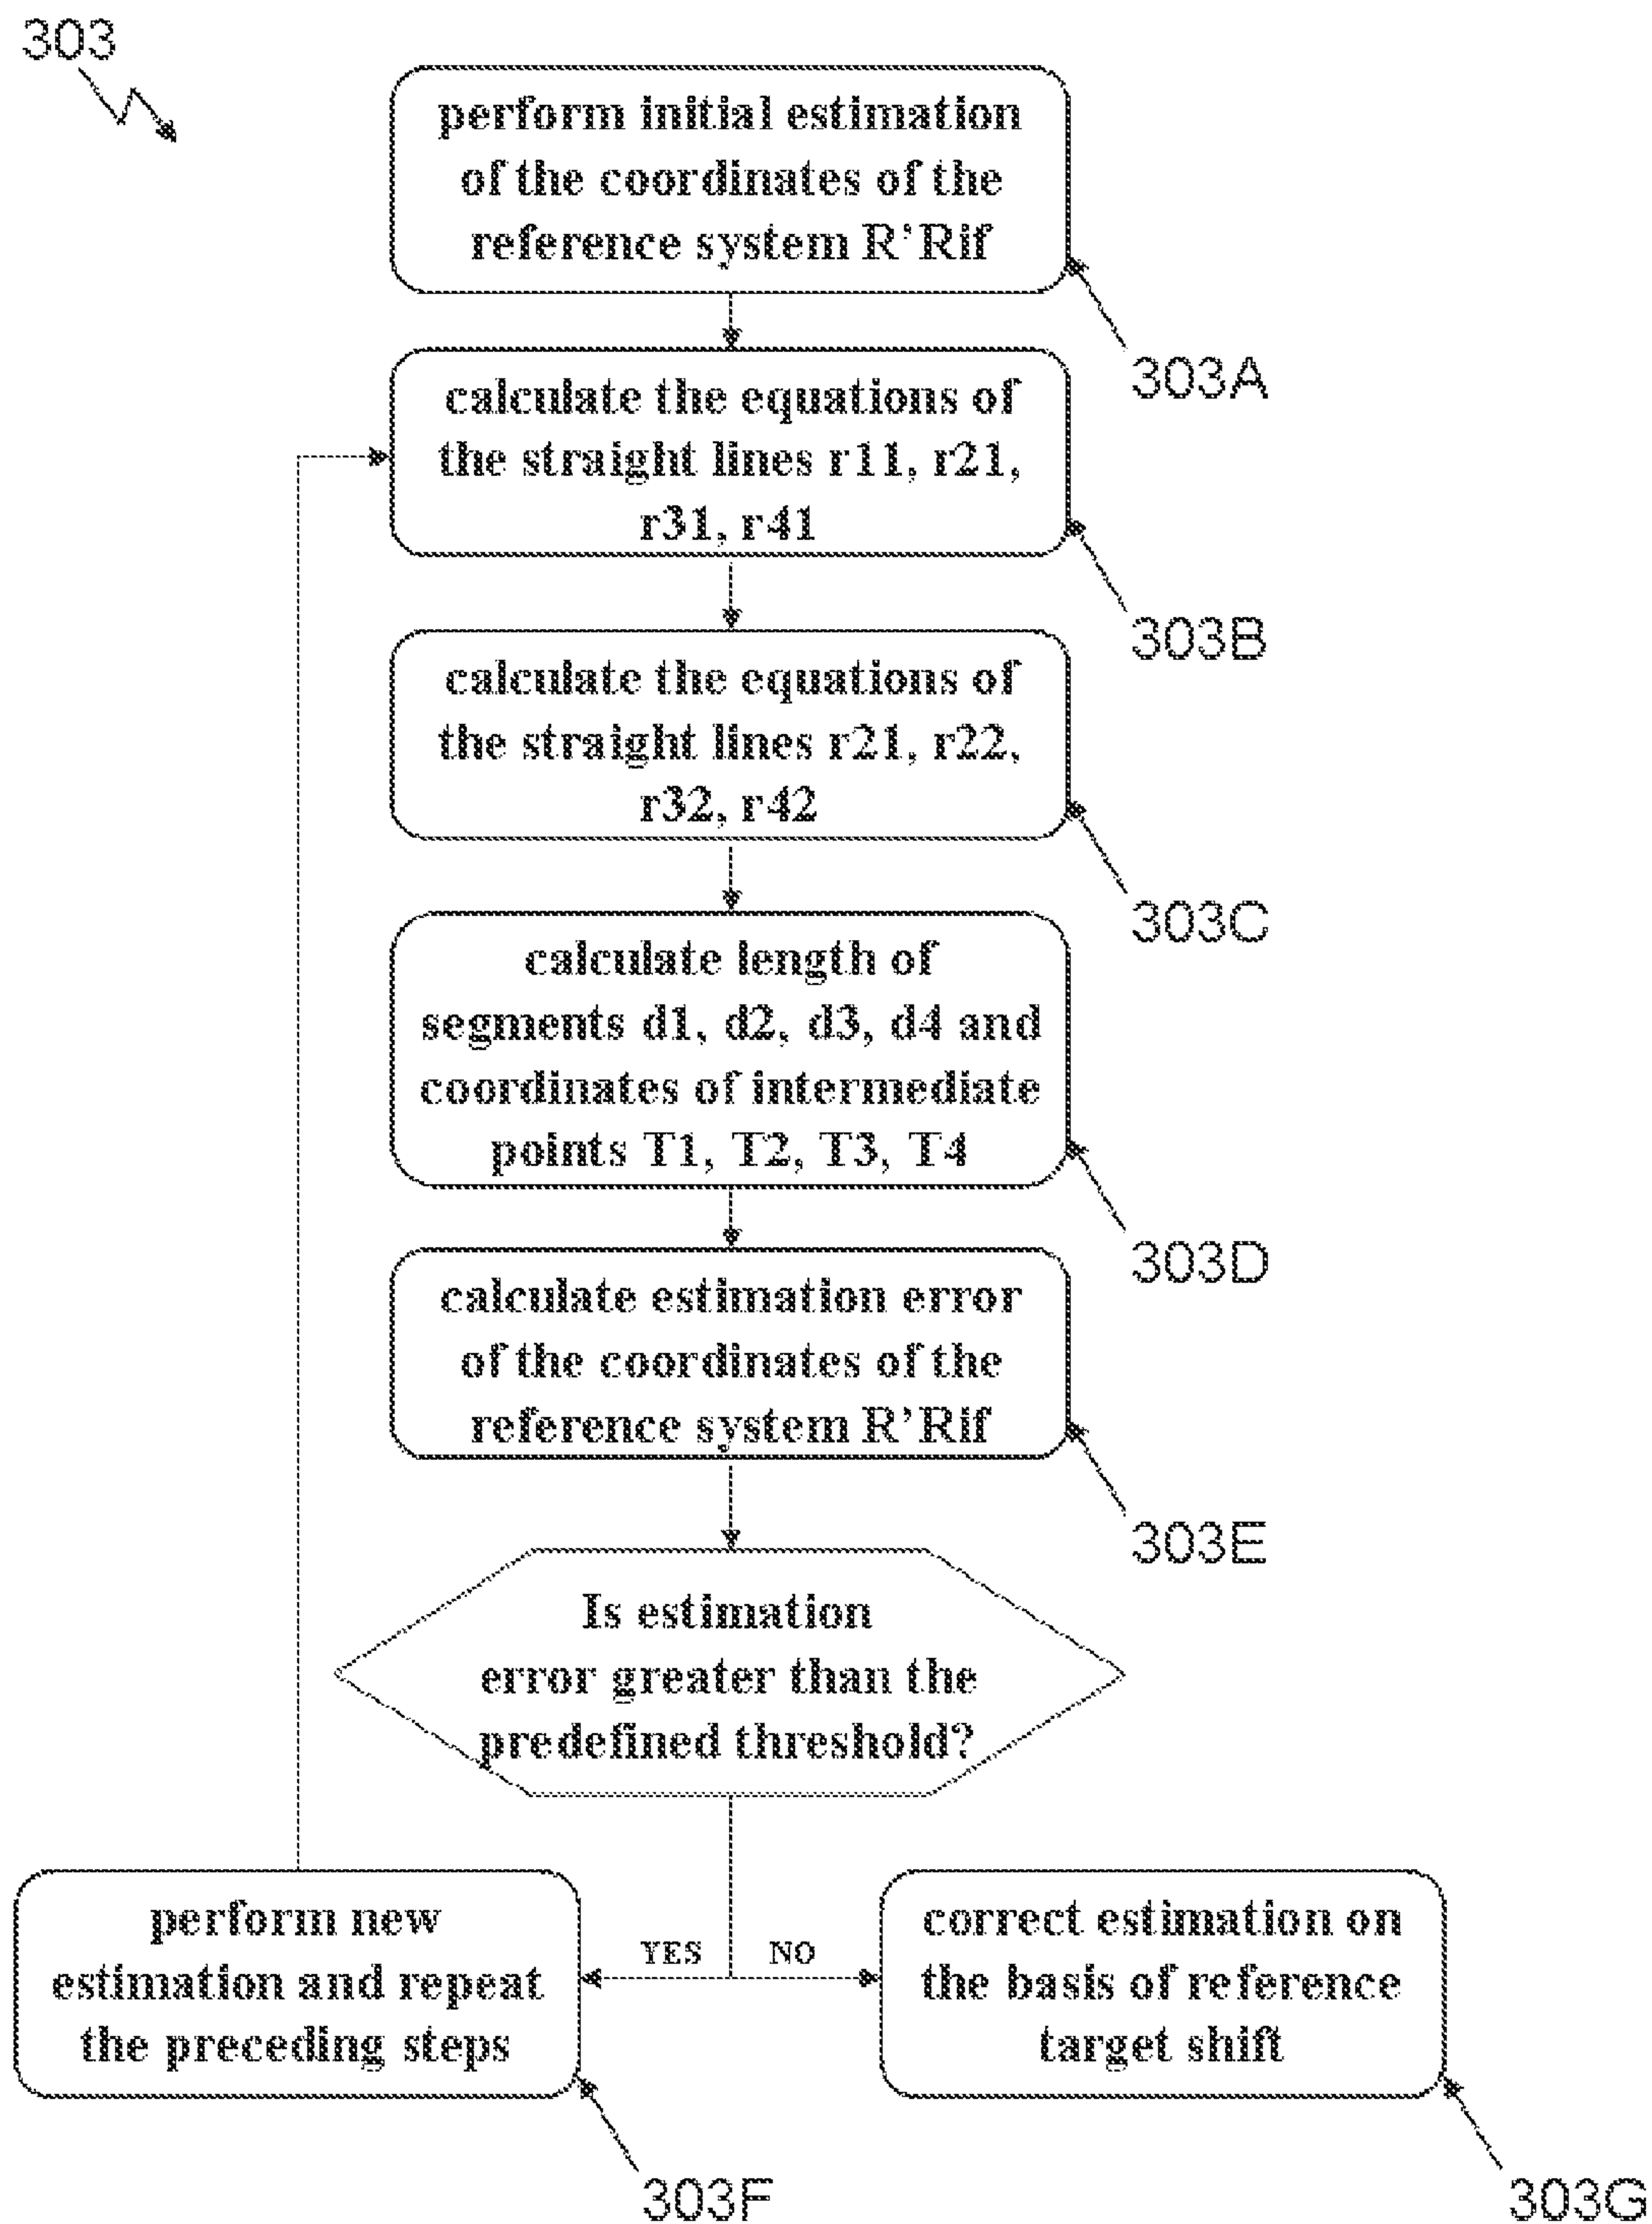 303
perform initial estimation
of the coordinates of the
reference system R'Rif
303A
calculate the equations of
the straight lines r11, r21,
r31, r41
303B
calculate the equations of
the straight lines r21, r22,
r32, r42
303C
calculate length of
segments d1, d2, d3, d4 and
coordinates of intermediate
points T1, T2, T3, T4
303D
calculate estimation error
of the coordinates of the
reference system R'Rif
303E
Is estimation
error greater than the
predefined threshold?
YES
NO
perform new
estimation and repeat
the preceding steps
303F
correct estimation on
the basis of reference
target shift
303G